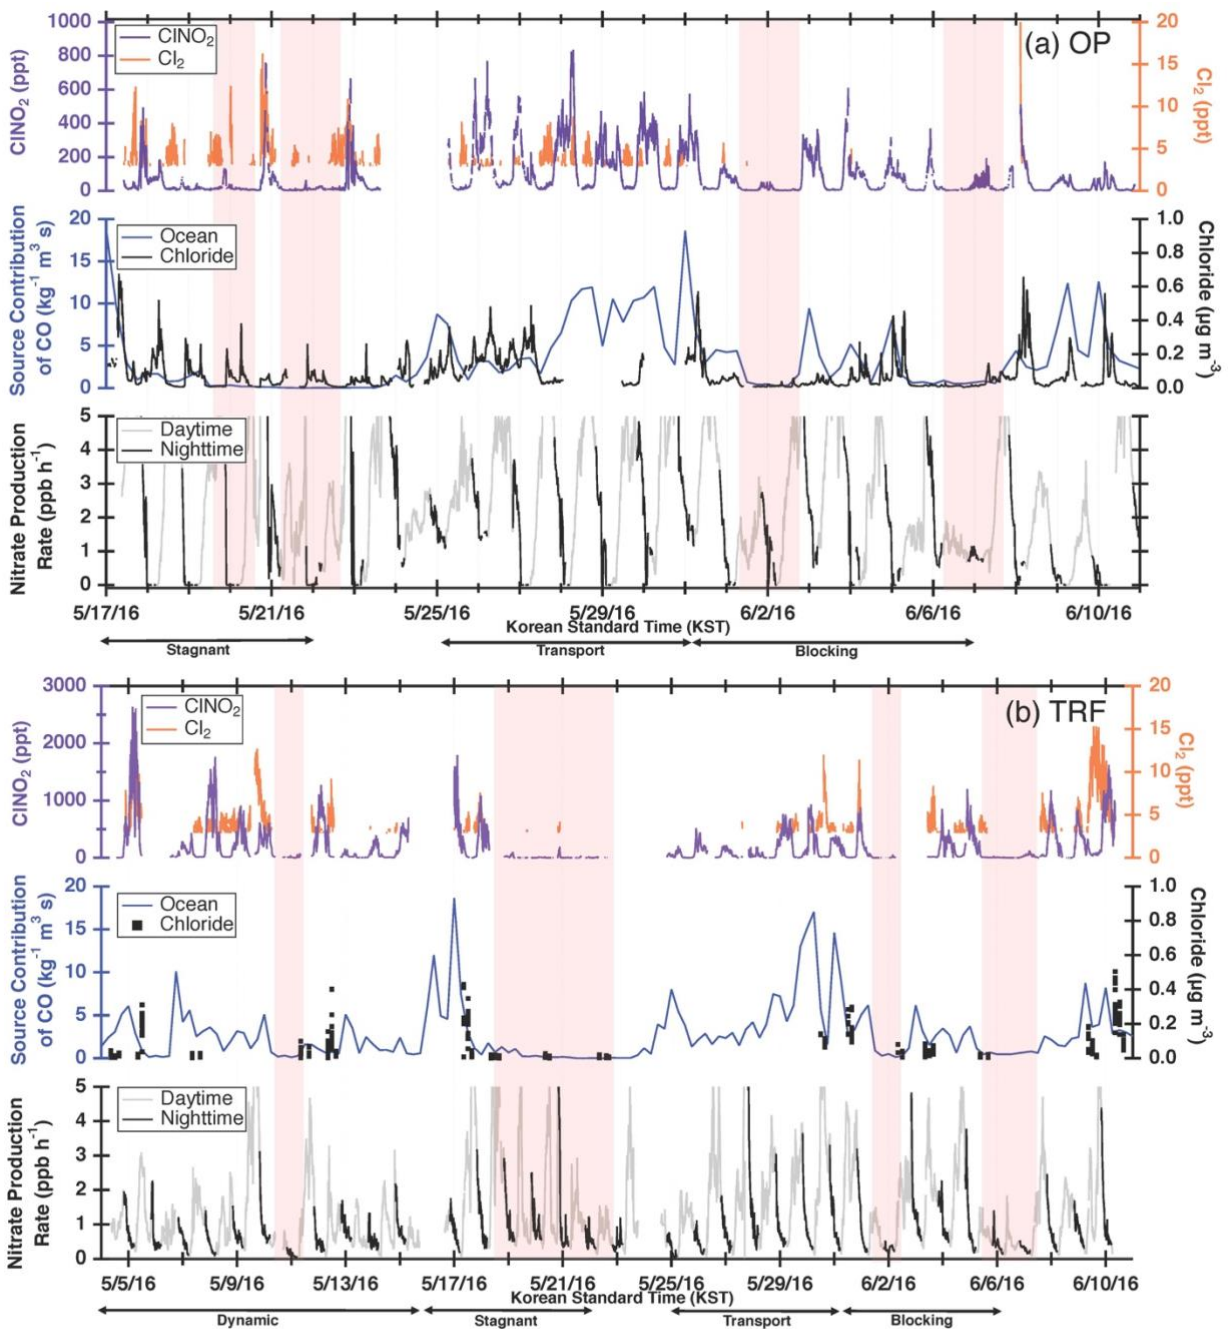 (a) OP
ClNO2 (ppt)
1000
800
600
400
200
0
ClNO2
Cl2
20
15
10
5
0
Cl2 (ppt)
Source Contribution
of CO (kg-1 m3 s)
20
15
10
5
0
Ocean
Chloride
1.0
0.8
0.6
0.4
0.2
0.0
Chloride (µg m-3)
Nitrate Production
Rate (ppb h-1)
5
4
3
2
1
0
Daytime
Nighttime
5/17/16 5/21/16 5/25/16 5/29/16 6/2/16 6/6/16 6/10/16
Korean Standard Time (KST)
Stagnant Transport Blocking
(b) TRF
ClNO2 (ppt)
3000
2000
1000
0
ClNO2
Cl2
20
15
10
5
0
Cl2 (ppt)
Source Contribution
of CO (kg-1 m3 s)
20
15
10
5
0
Ocean
Chloride
1.0
0.8
0.6
0.4
0.2
0.0
Chloride (µg m-3)
Nitrate Production
Rate (ppb h-1)
5
4
3
2
1
0
Daytime
Nighttime
5/5/16 5/9/16 5/13/16 5/17/16 5/21/16 5/25/16 5/29/16 6/2/16 6/6/16 6/10/16
Korean Standard Time (KST)
Dynamic Stagnant Transport Blocking